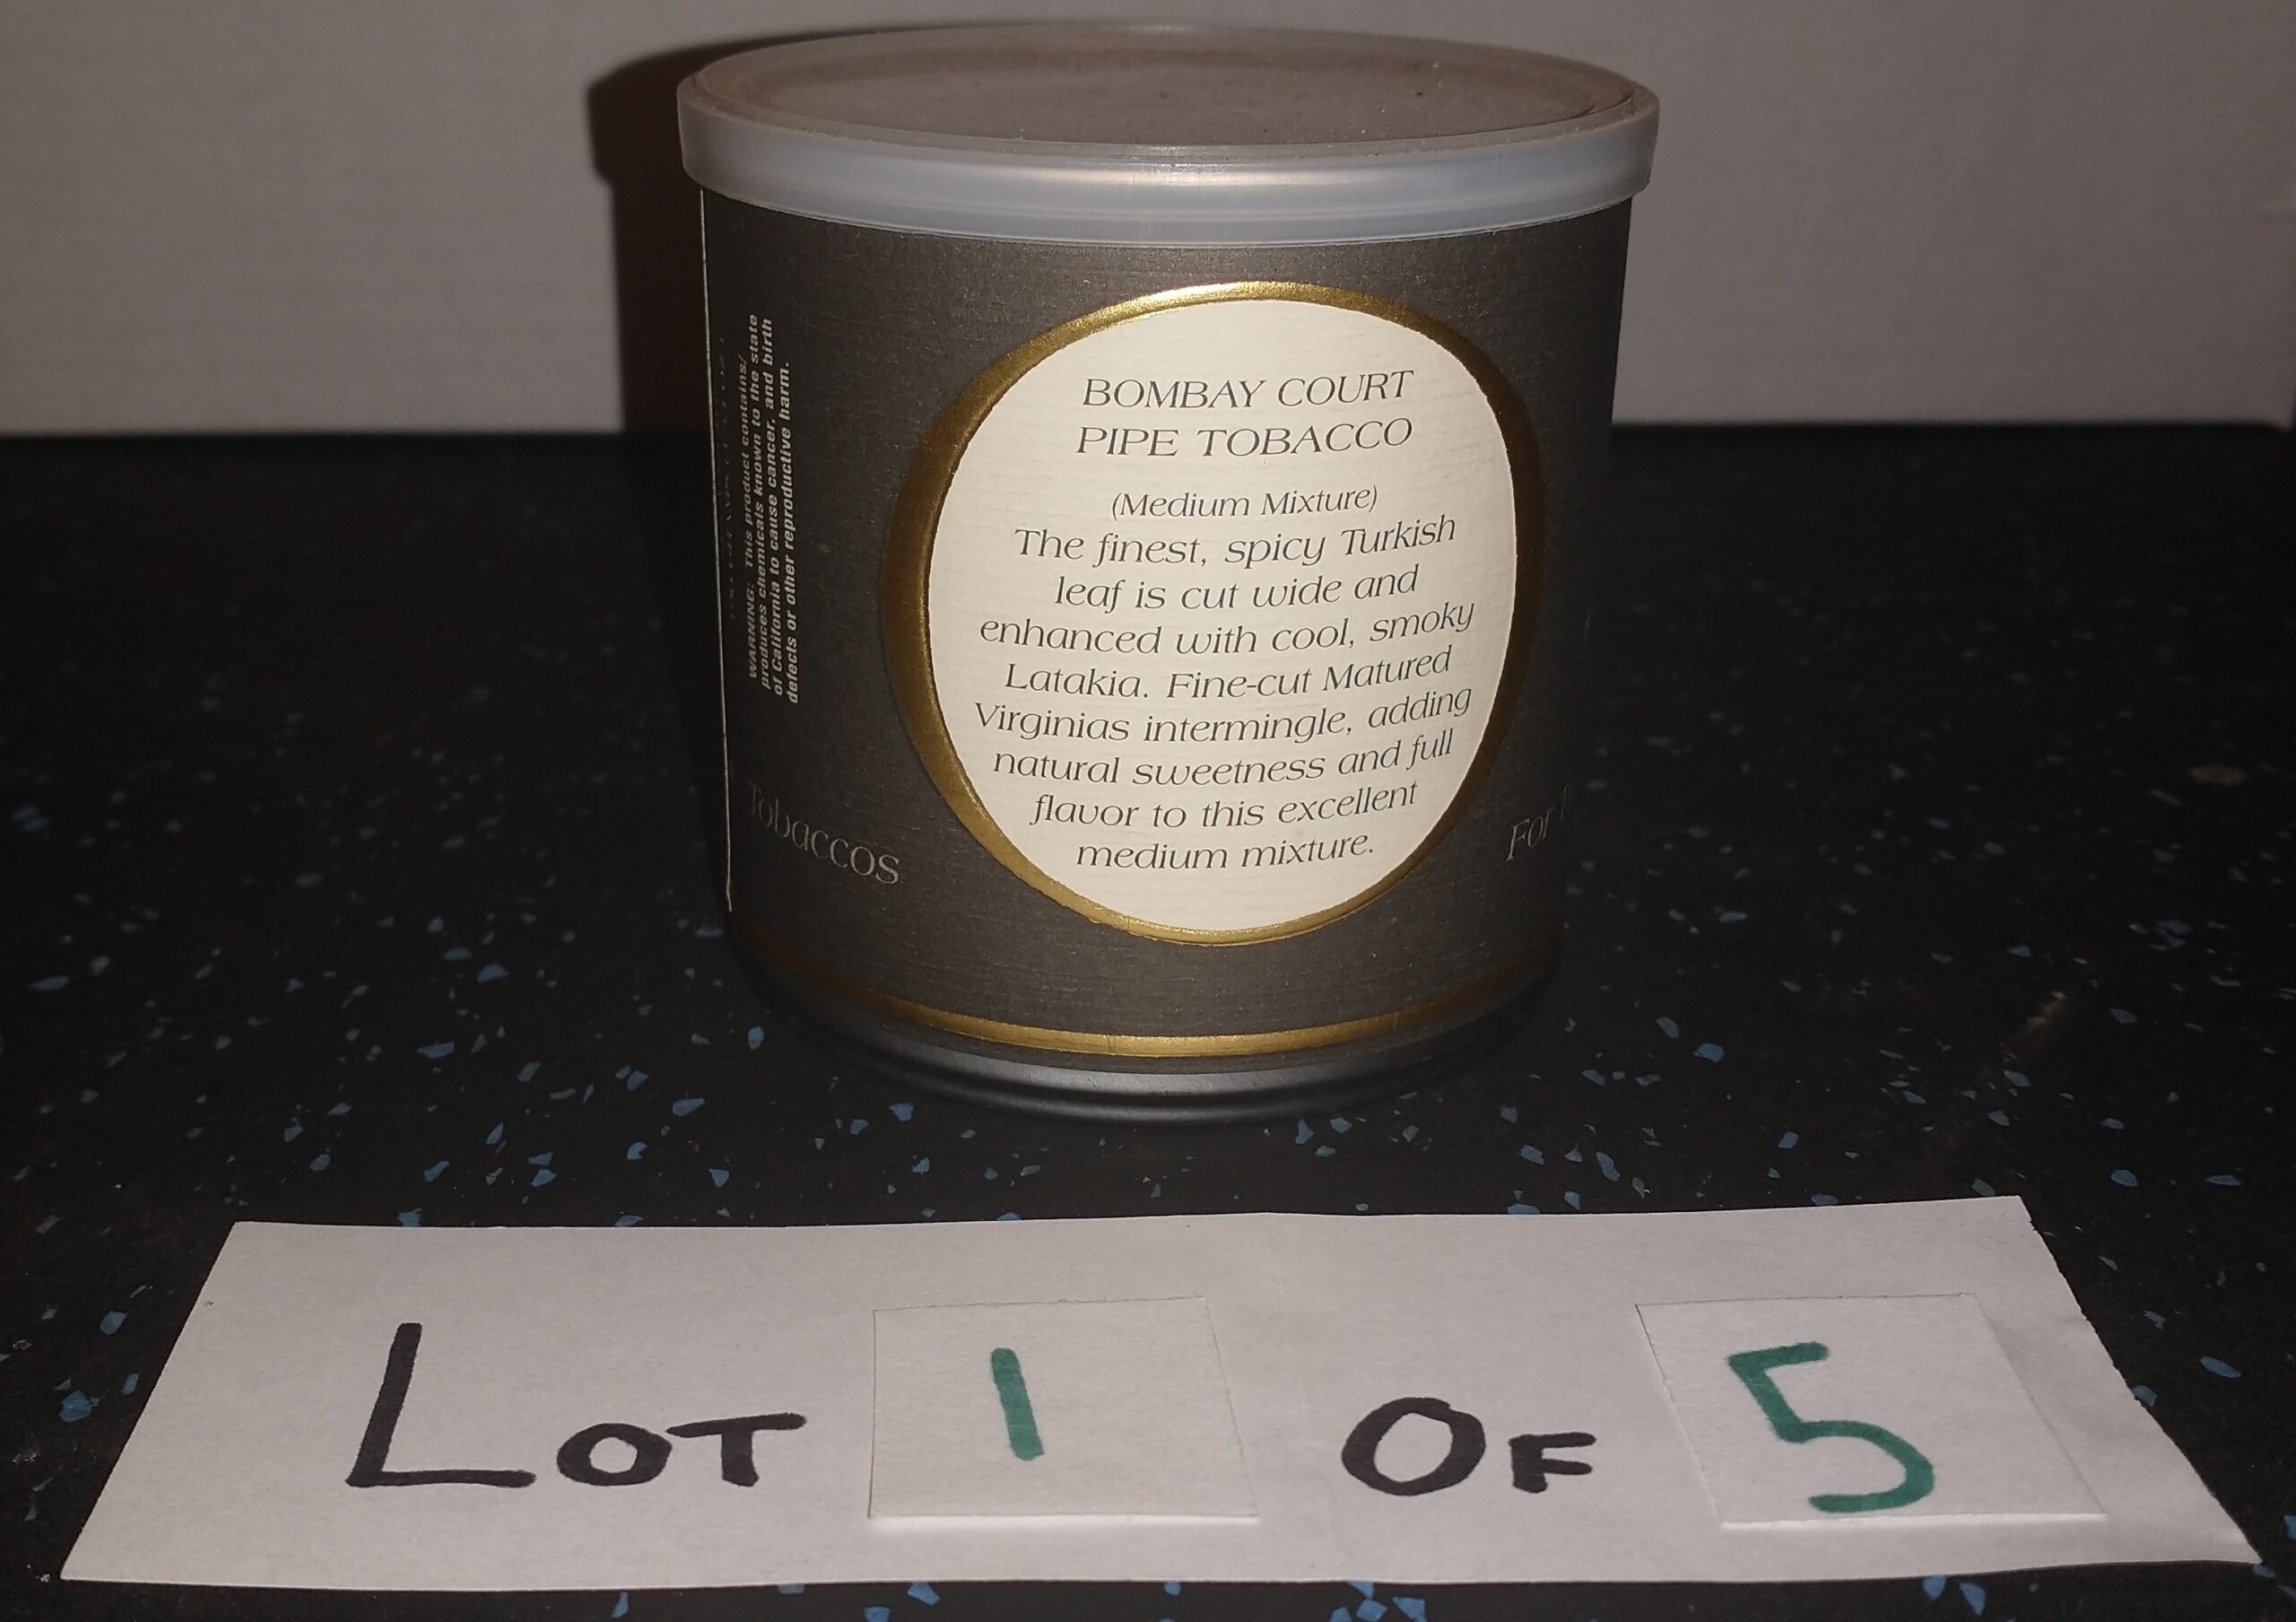 WARNING: This product contains/
produces chemicals known to the state
of California to cause cancer, and birth
defects or other reproductive harm.
Tobaccos
BOMBAY COURT
PIPE TOBACCO
(Medium Mixture)
The finest, spicy Turkish
leaf is cut wide and
enhanced with cool, smoky
Latakia. Fine-cut Matured
Virginias intermingle, adding
natural sweetness and full
flavor to this excellent
medium mixture.
For
LOT 1 OF 5